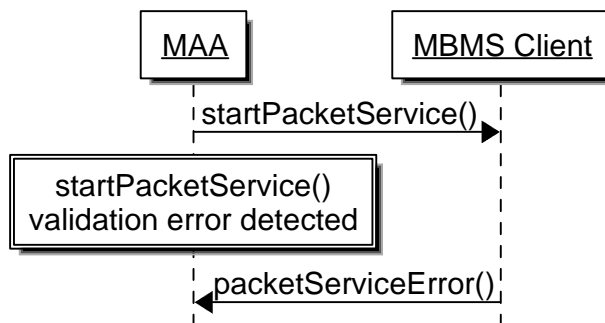 MAA
MBMS Client
startPacketService()
startPacketService()
validation error detected
packetServiceError()